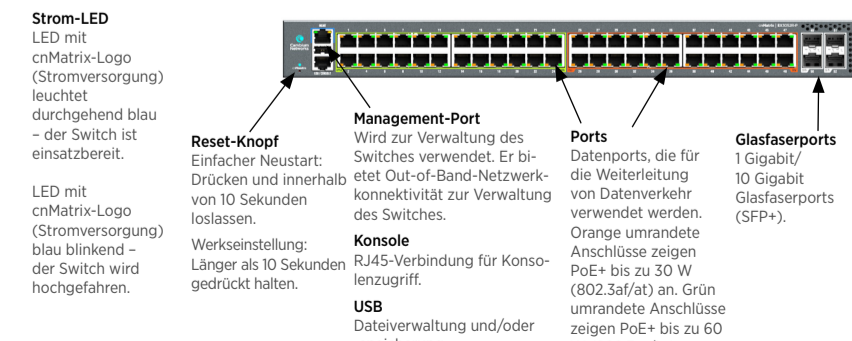 Strom-LED
LED mit
cnMatrix-Logo
(Stromversorgung)
leuchtet
durchgehend blau
– der Switch ist
einsatzbereit.
LED mit
cnMatrix-Logo
(Stromversorgung)
blau blinkend –
der Switch wird
hochgefahren.
Reset-Knopf
Einfacher Neustart:
Drücken und innerhalb
von 10 Sekunden
loslassen.
Werkseinstellung:
Länger als 10 Sekunden
gedrückt halten.
Management-Port
Wird zur Verwaltung des
Switches verwendet. Er bi-
etet Out-of-Band-Netzwerk-
konnektivität zur Verwaltung
des Switches.
Konsole
RJ45-Verbindung für Konso-
lenzugriff.
USB
Dateiverwaltung und/oder
Ports
Datenports, die für
die Weiterleitung
von Datenverkehr
verwendet werden.
Orange umrandete
Anschlüsse zeigen
PoE+ bis zu 30 W
(802.3af/at) an. Grün
umrandete Anschlüsse
zeigen PoE+ bis zu 60
Glasfaserports
1 Gigabit/
10 Gigabit
Glasfaserports
(SFP+).